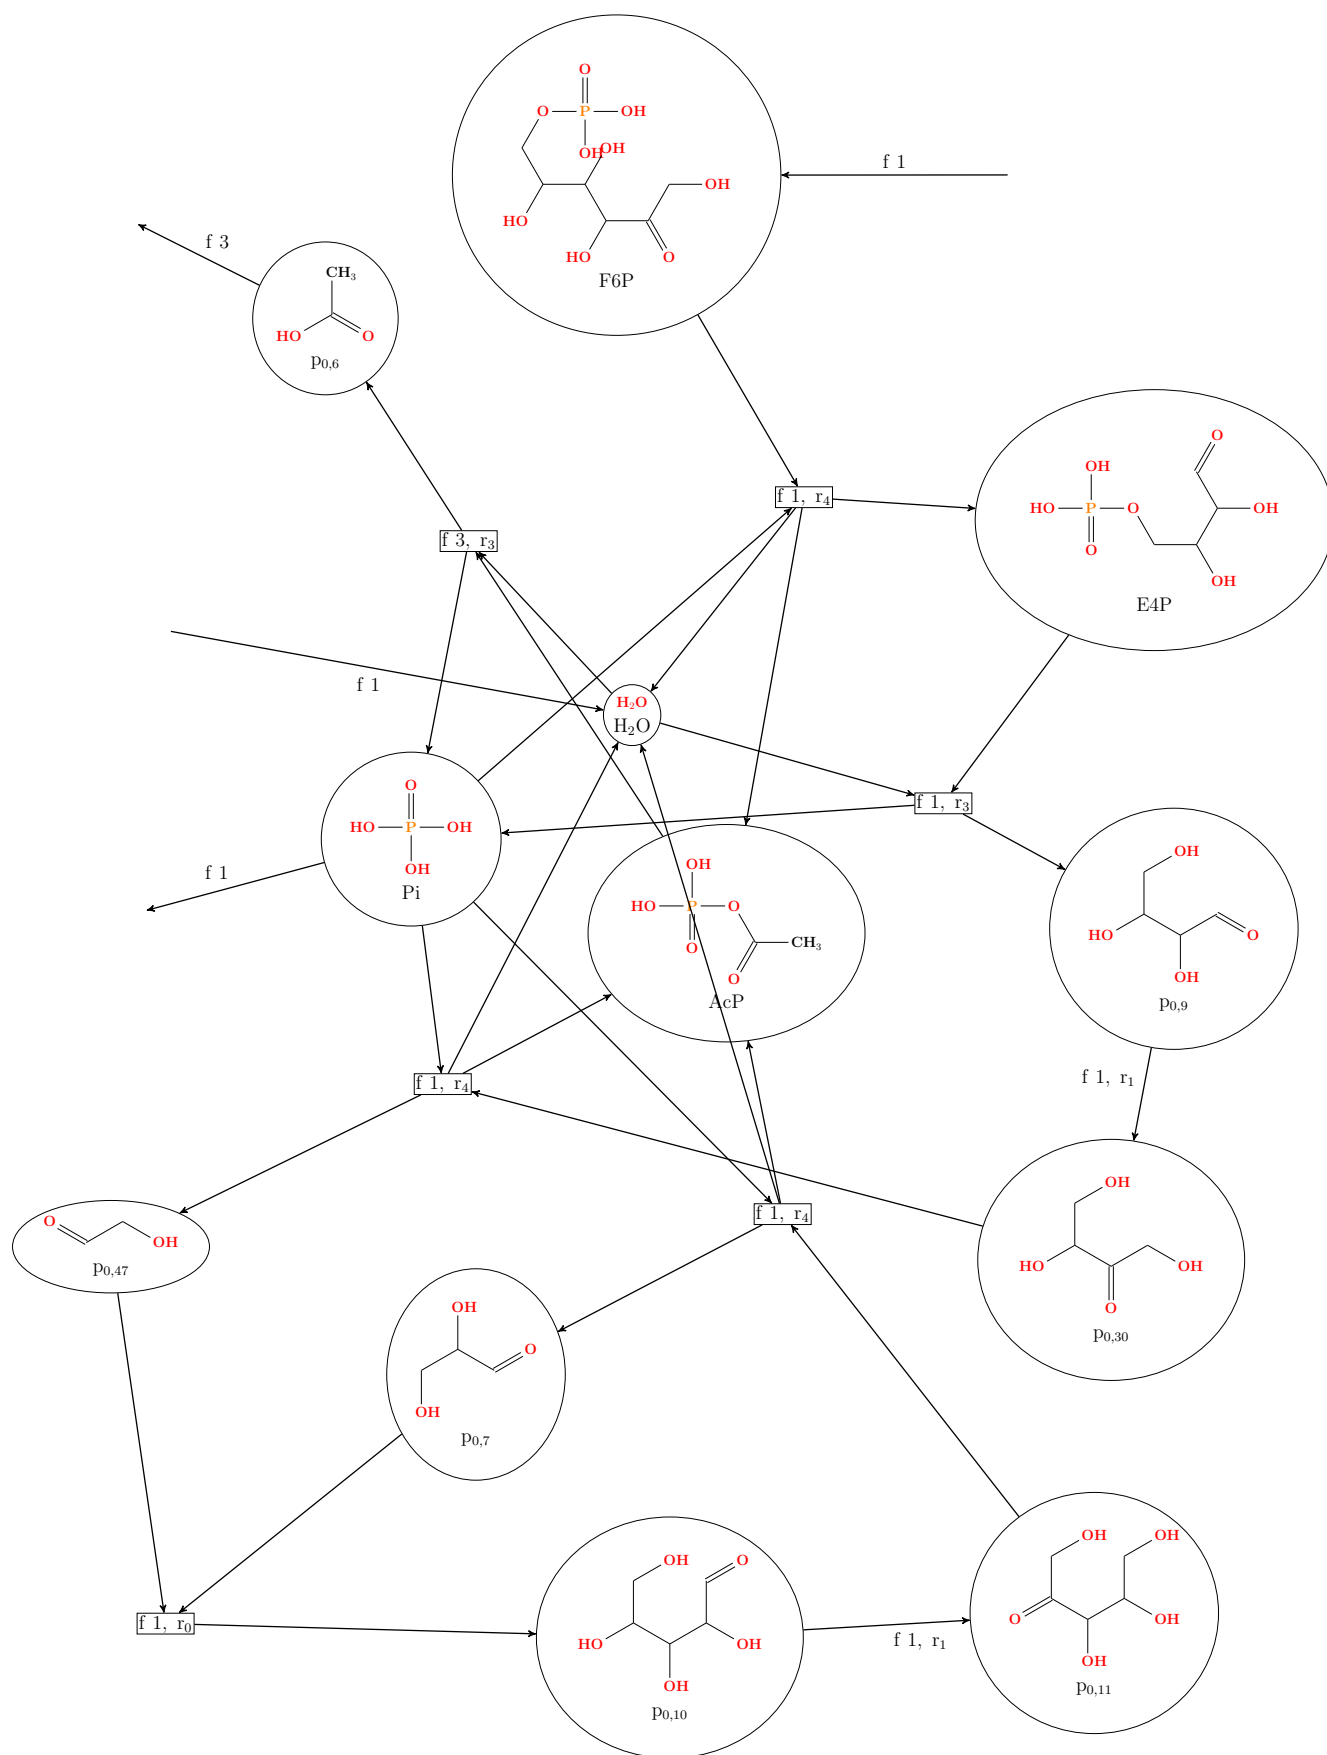 O
O P OH
OH OH
OH
HO
HO O
F6P
f 1
f 3
CH₃
HO O
p₀,₆
f 1, r₄
f 3, r₃
O
OH
HO P O OH
O
OH
E4P
f 1
H₂O
H₂O
f 1, r₃
O
HO P OH
OH
Pi
f 1
OH
HO P O
O CH₃
O
AcP
OH
HO O
OH
p₀,₉
f 1, r₁
f 1, r₄
OH
HO OH
O
p₀,₃₀
O
OH
p₀,₄₇
f 1, r₄
OH
O
OH
p₀,₇
f 1, r₀
OH O
HO OH
OH
p₀,₁₀
f 1, r₁
OH OH
O OH
OH
p₀,₁₁